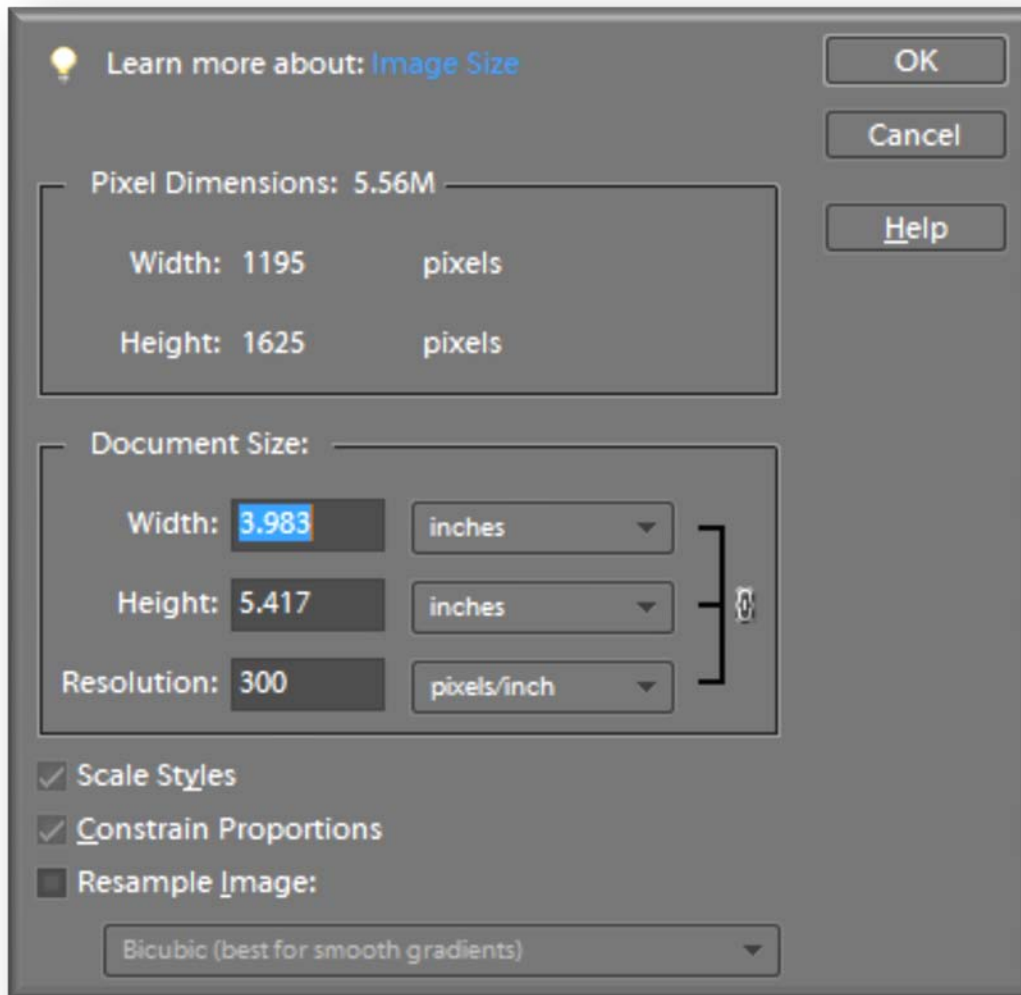 Learn more about: Image Size
OK
Cancel
Help
Pixel Dimensions: 5.56M
Width: 1195 pixels
Height: 1625 pixels
Document Size:
Width: 3.983 inches
Height: 5.417 inches
Resolution: 300 pixels/inch
Scale Styles
Constrain Proportions
Resample Image:
Bicubic (best for smooth gradients)